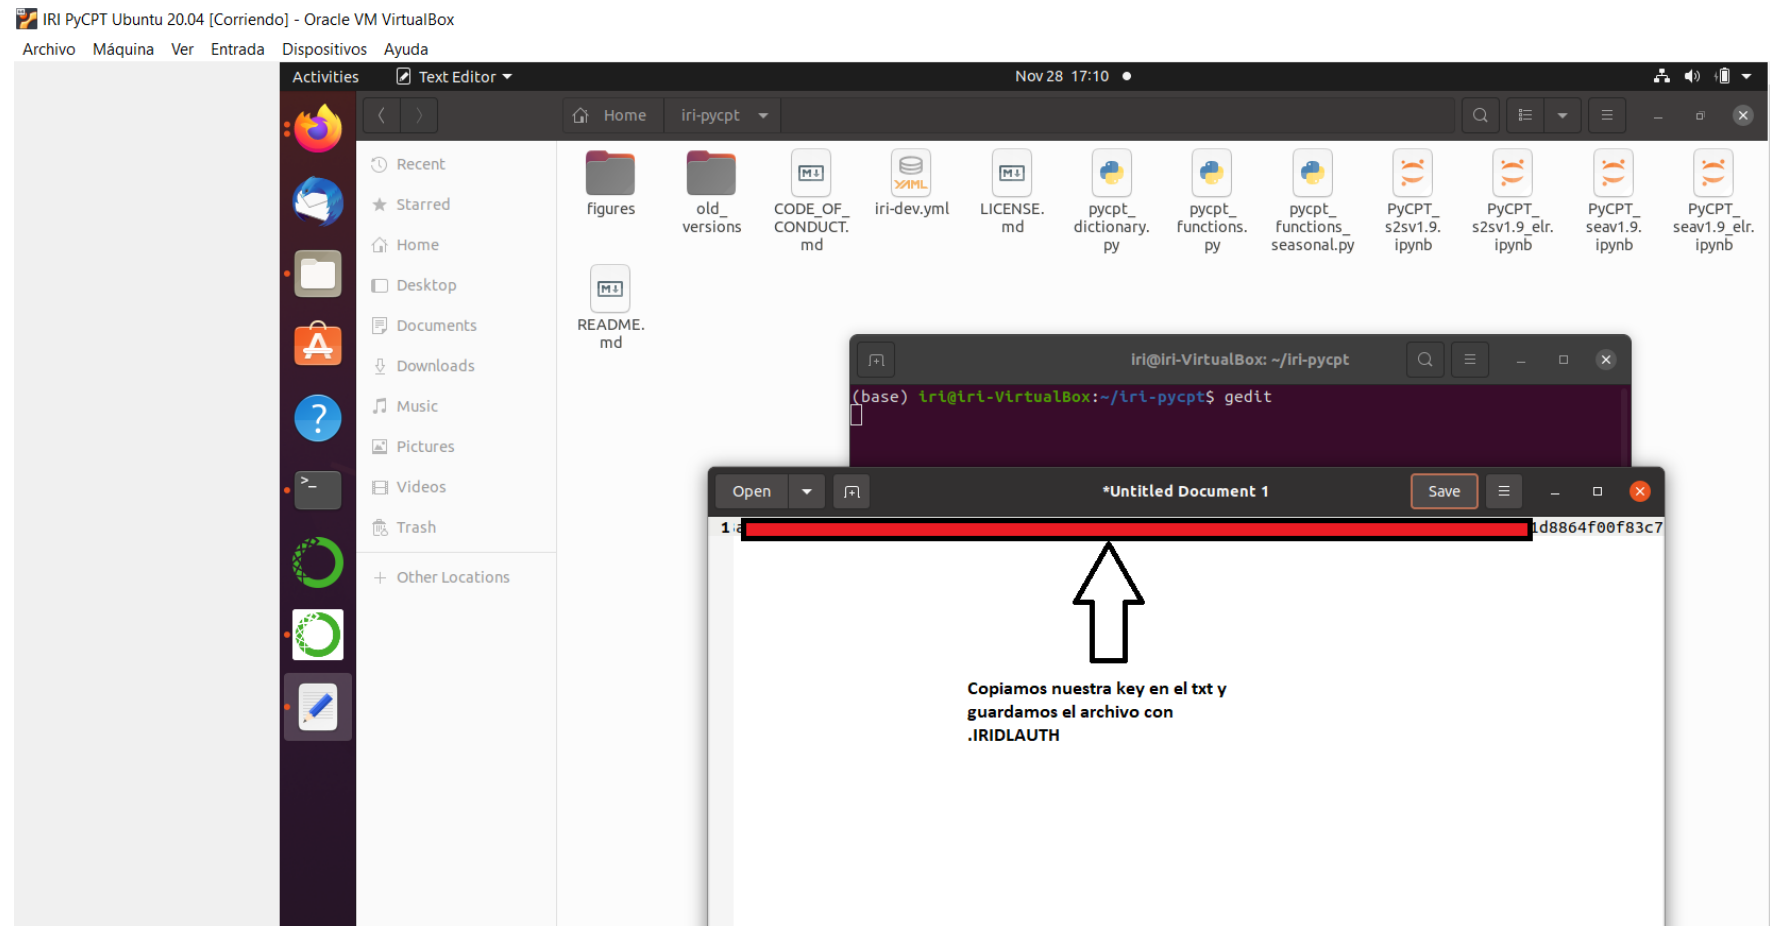 IRI PyCPT Ubuntu 20.04 [Corriendo] - Oracle VM VirtualBox
Archivo Máquina Ver Entrada Dispositivos Ayuda
Activities Text Editor Nov 28 17:10
Home iri-pycpt
Recent
Starred
Home
Desktop
Documents
Downloads
Music
Pictures
Videos
Trash
Other Locations
figures
old_
versions
CODE_OF_
CONDUCT.
md
iri-dev.yml
LICENSE.
md
pycpt_
dictionary.
py
pycpt_
functions.
py
pycpt_
functions_
seasonal.py
PyCPT_
s2sv1.9.
ipynb
PyCPT_
s2sv1.9_elr.
ipynb
PyCPT_
seav1.9.
ipynb
PyCPT_
seav1.9_elr.
ipynb
README.
md
iri@iri-VirtualBox: ~/iri-pycpt
(base) iri@iri-VirtualBox:~/iri-pycpt$ gedit
Open *Untitled Document 1 Save
1 1d8864f00f83c7
Copiamos nuestra key en el txt y
guardamos el archivo con
.IRIDLAUTH